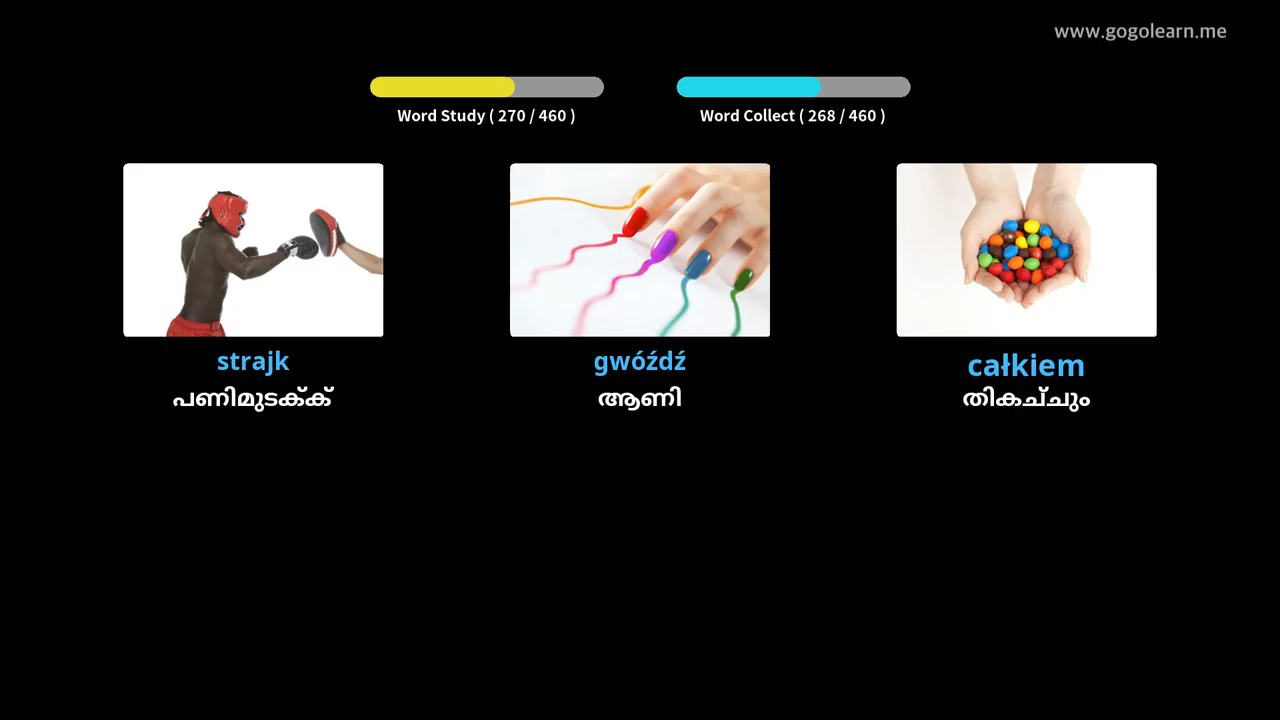 www.gogolearn.me
Word Study ( 270 / 460 )
Word Collect ( 268 / 460 )
strajk
gwóźdź
całkiem
പണിമുടക്ക്
ആണി
തികച്ചും